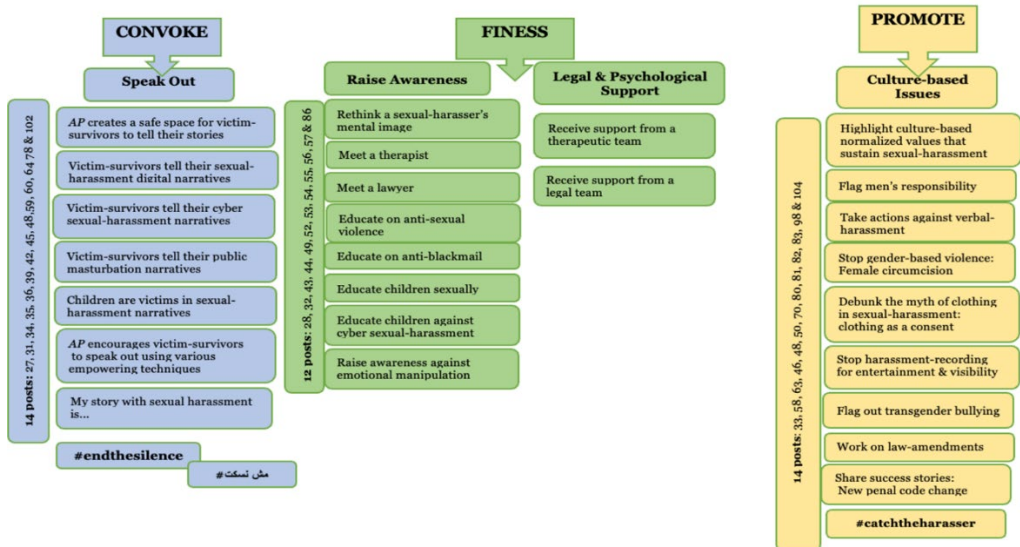 CONVOKE
Speak Out
14 posts: 27, 31, 34, 35, 36, 39, 42, 45, 48,59, 60, 64 78 & 102
AP creates a safe space for victim-
survivors to tell their stories
Victim-survivors tell their sexual-
harassment dirital narratives
Victim-survivors tell their cyber
sexual-harassment narratives
Victim-survivors tell their public
masturbation narratives
Children are victims in sexual-
harassment narratives
AP encourages victim-survivors
to speak out using various
empowering techniques
My story with sexual harassment
is...
#endthesilence
مش نسكت#
FINESS
Raise Awareness
12 posts: 28, 32, 43, 44, 49, 52, 53, 54, 55, 56, 57 & 86
Rethink a sexual-harasser's
mental image
Meet a therapist
Meet a lawyer
Educate on anti-sexual
violence
Educate on anti-blackmail
Educate children sexually
Educate children against
cyber sexual-harassment
Raise awareness against
emotional manipulation
Legal & Psychological
Support
Receive support from a
therapeutic team
Receive support from a
legal team
PROMOTE
Culture-based
Issues
14 posts: 33, 58, 63, 46, 48, 50, 70, 80, 81, 82, 83, 98 & 104
Highlight culture-based
normalized values that
sustain sexual-harassment
Flag men's responsibility
Take actions against verbal-
harassment
Stop gender-based violence:
Female circumcision
Debunk the myth of clothing
in sexual-harassment:
clothing as a consent
Stop harassment-recording
for entertainment & visibility
Flag out transgender bullying
Work on law-amendments
Share success stories:
New penal code change
#catchtheharasser